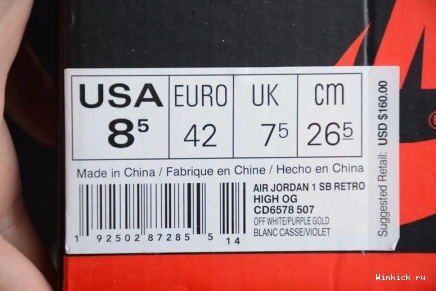 USA EURO UK cm
8⁵ 42 7⁵ 26⁵
Made in China / Fabrique en Chine / Hecho en China
AIR JORDAN 1 SB RETRO
HIGH OG
CD6578 507
OFF WHITE/PURPLE GOLD
BLANC CASSE/VIOLET
1 92502 87285 5 14
Suggested Retail: USD $160.00
Winkick.ru